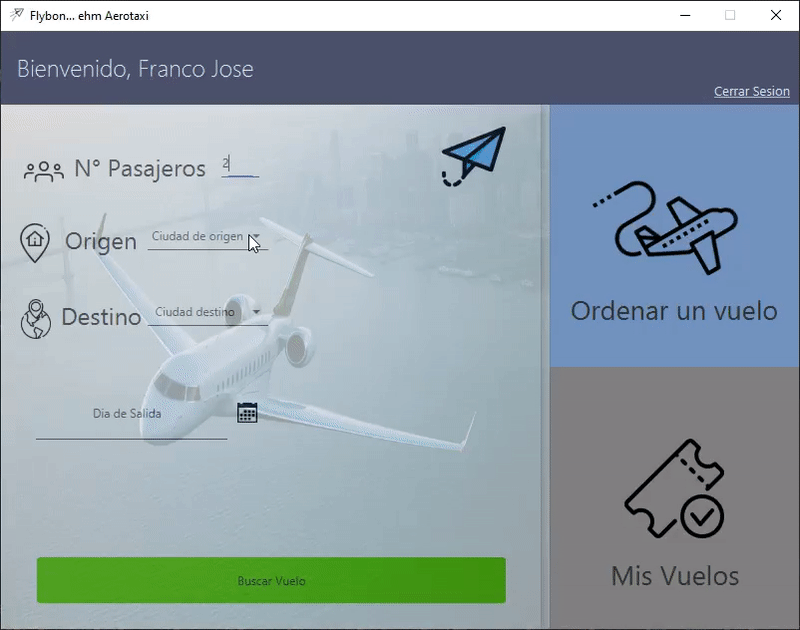 Flybon... ehm Aerotaxi
Bienvenido, Franco Jose
Cerrar Sesion
N° Pasajeros 2
Origen Ciudad de origen
Destino Ciudad destino
Dia de Salida
Buscar Vuelo
Ordenar un vuelo
Mis Vuelos